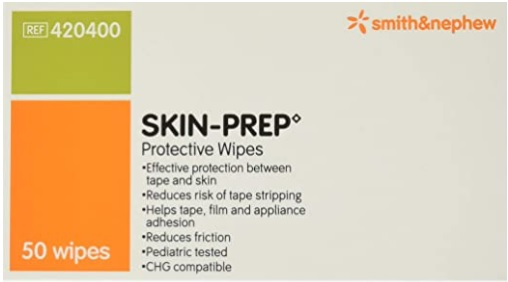 REF 420400
smith&nephew
SKIN-PREP◇
Protective Wipes
•Effective protection between
tape and skin
•Reduces risk of tape stripping
•Helps tape, film and appliance
adhesion
•Reduces friction
•Pediatric tested
•CHG compatible
50 wipes